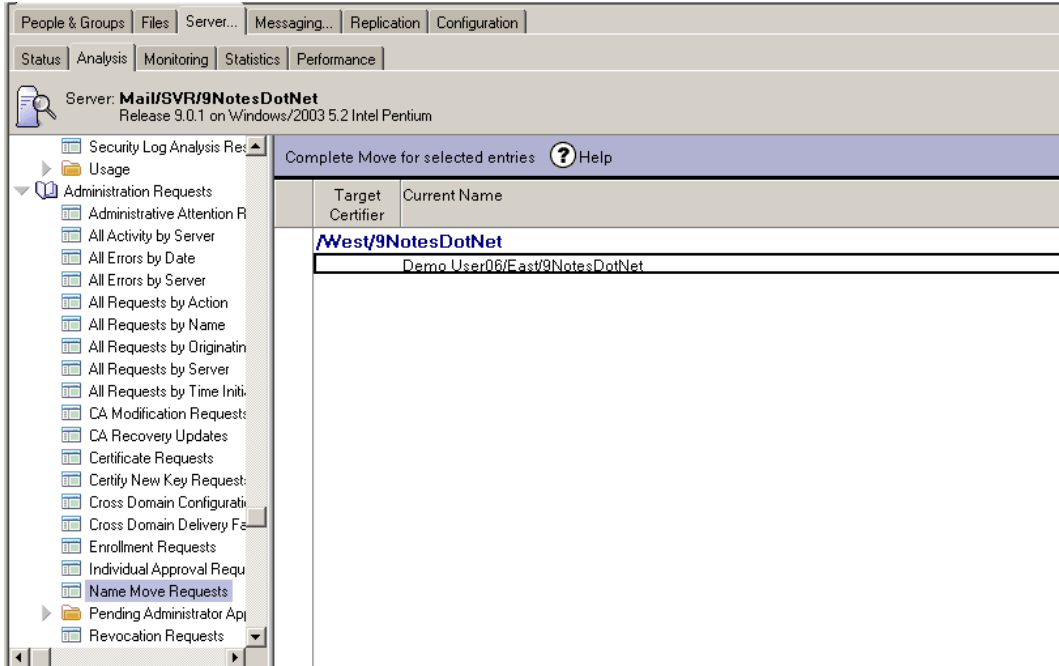 People & Groups Files Server... Messaging... Replication Configuration
Status Analysis Monitoring Statistics Performance
Server: Mail/SVR/9NotesDotNet
Release 9.0.1 on Windows/2003 5.2 Intel Pentium
Security Log Analysis Res
Usage
Administration Requests
Administrative Attention R
All Activity by Server
All Errors by Date
All Errors by Server
All Requests by Action
All Requests by Name
All Requests by Originatin
All Requests by Server
All Requests by Time Initi
CA Modification Requests
CA Recovery Updates
Certificate Requests
Certify New Key Request
Cross Domain Configurati
Cross Domain Delivery Fa
Enrollment Requests
Individual Approval Requ
Name Move Requests
Pending Administrator App
Revocation Requests
Complete Move for selected entries ? Help
Target Certifier Current Name
/West/9NotesDotNet
Demo User06/East/9NotesDotNet